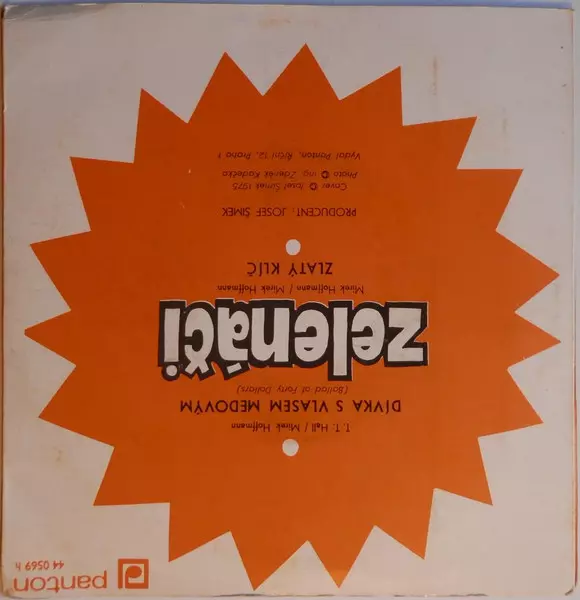 panton
44 0569 h
T. T. Hall / Mirek Hoffmann
DÍVKA S VLASEM MEDOVÝM
(Ballad of Forty Dollars)
zelenáči
Mirek Hoffmann / Mirek Hoffmann
ZLATÝ KLÍČ
PRODUCENT: JOSEF ŠIMEK
Cover © Josef Šimek 1975
Photo © ing. Zdeněk Kadečka
Vydal Panton, Říční 12, Praha 1